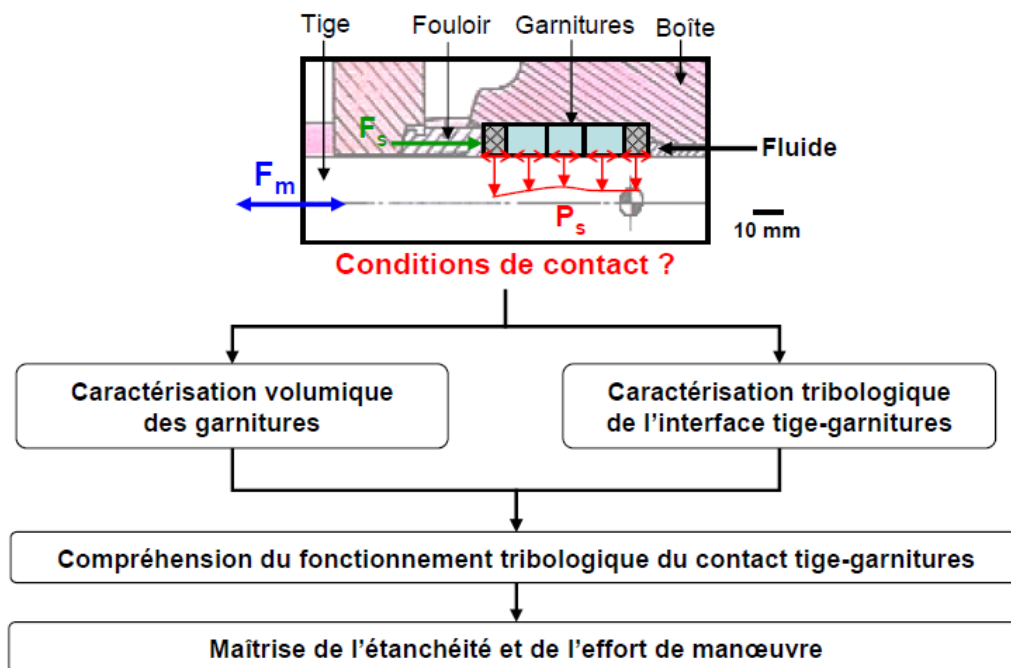 Tige
Fouloir
Garnitures
Boîte
Fs
Fluide
Fm
Ps
10 mm
Conditions de contact ?
Caractérisation volumique
des garnitures
Caractérisation tribologique
de l'interface tige-garnitures
Compréhension du fonctionnement tribologique du contact tige-garnitures
Maîtrise de l'étanchéité et de l'effort de manœuvre